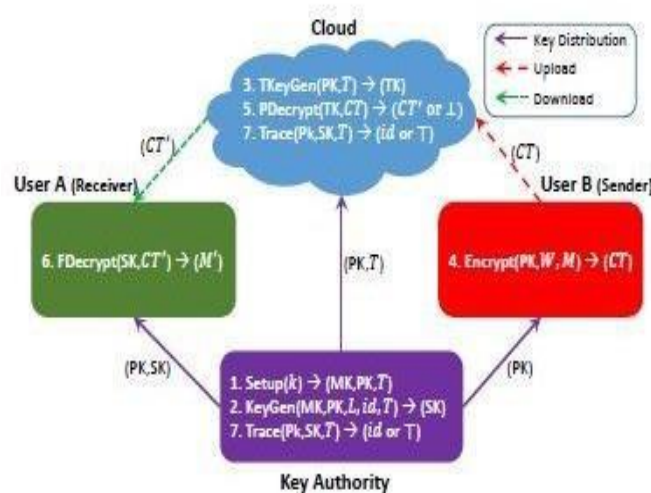 Cloud
Key Distribution
Upload
Download
3. TKeyGen(PK,T) → (TK)
5. PDecrypt(TK,CT) → (CT' or ⊥)
7. Trace(Pk,SK,T) → (id or ⊤)
(CT')
(CT)
User A (Receiver)
User B (Sender)
6. FDecrypt(SK,CT') → (M')
4. Encrypt(PK,W,M) → (CT)
(PK,T)
(PK,SK)
(PK)
1. Setup(k) → (MK,PK,T)
2. KeyGen(MK,PK,L,id,T) → (SK)
7. Trace(Pk,SK,T) → (id or ⊤)
Key Authority